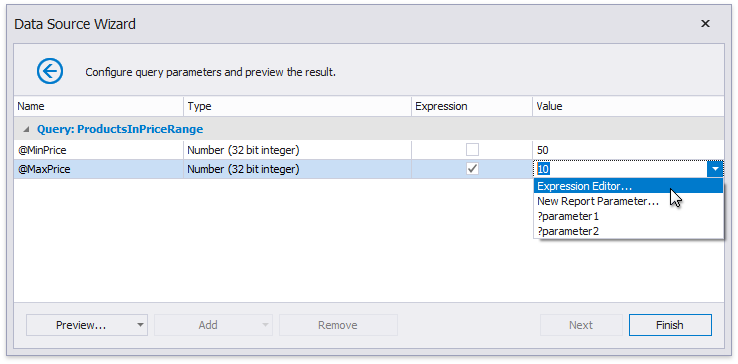 Data Source Wizard
Configure query parameters and preview the result.
Name Type Expression Value
Query: ProductsInPriceRange
@MinPrice Number (32 bit integer) 50
@MaxPrice Number (32 bit integer) 10
Expression Editor...
New Report Parameter...
?parameter1
?parameter2
Preview... Add Remove Next Finish